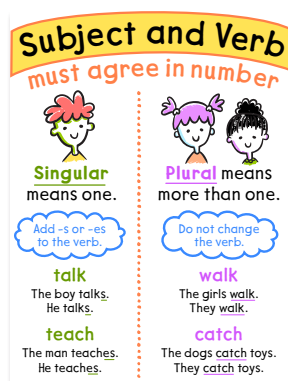 Subject and Verb
must agree in number
Singular
means one.
Add -s or -es
to the verb.
talk
The boy talks.
He talks.
teach
The man teaches.
He teaches.
Plural means
more than one.
Do not change
the verb.
walk
The girls walk.
They walk.
catch
The dogs catch toys.
They catch toys.